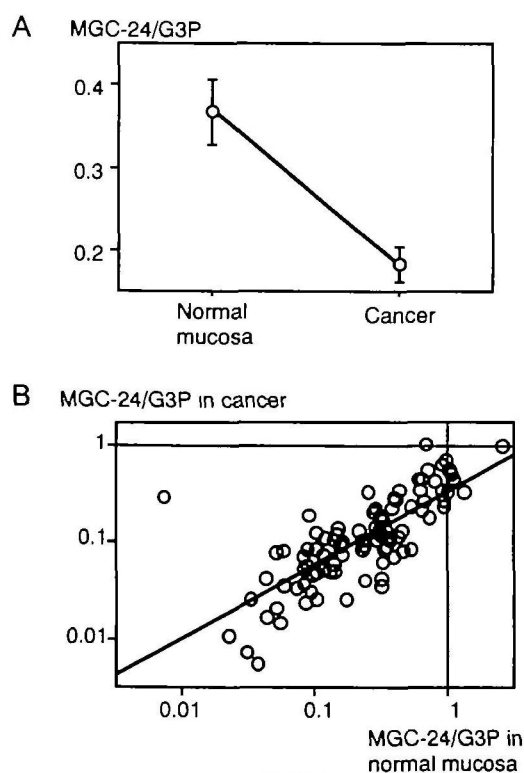 A
MGC-24/G3P
0.4
0.3
0.2
Normal
mucosa
Cancer
B
MGC-24/G3P in cancer
1
0.1
0.01
0.01
0.1
1
MGC-24/G3P in
normal mucosa